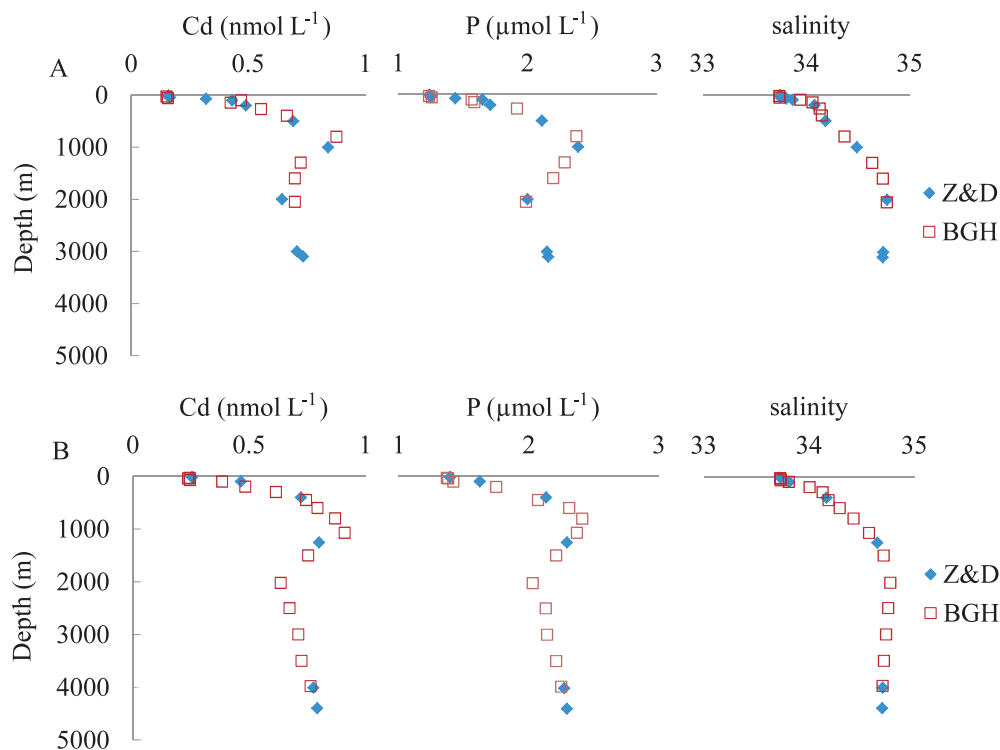 Cd (nmol L-1) P (µmol L-1) salinity
A 0 0.5 1 1 2 3 33 34 35
0
1000
2000
3000
4000
5000
Depth (m)
Z&D
BGH
Cd (nmol L-1) P (µmol L-1) salinity
B 0 0.5 1 1 2 3 33 34 35
0
1000
2000
3000
4000
5000
Depth (m)
Z&D
BGH